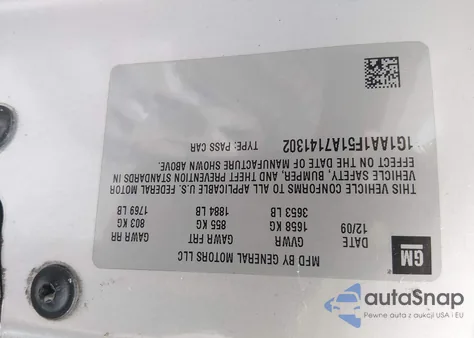 MFD BY GENERAL MOTORS LLC
GM
DATE GVWR GAWR FRT GAWR RR
12/09 1658 KG 855 KG 803 KG
3653 LB 1884 LB 1769 LB
THIS VEHICLE CONFORMS TO ALL APPLICABLE U.S. FEDERAL MOTOR
VEHICLE SAFETY, BUMPER, AND THEFT PREVENTION STANDARDS IN
EFFECT ON THE DATE OF MANUFACTURE SHOWN ABOVE.
1G1AA1F51A7141302 TYPE: PASS CAR
autoSnap
Pewne auta z aukcji USA i EU